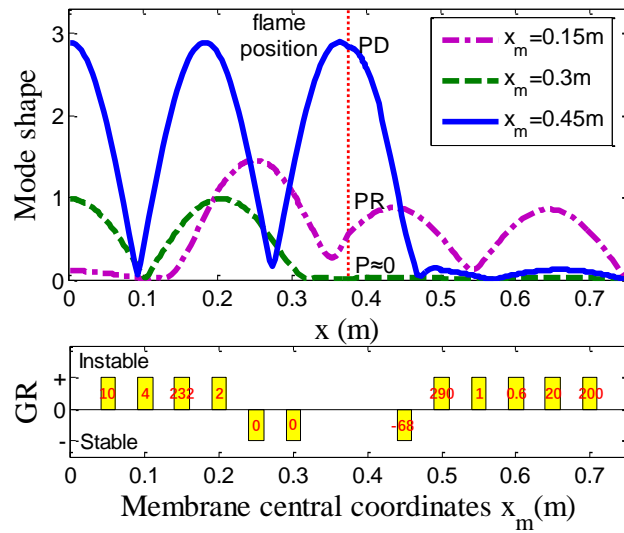 flame
position
PD
PR
P≈0
x_m=0.15m
x_m=0.3m
x_m=0.45m
Mode shape
3
2
1
0
0 0.1 0.2 0.3 0.4 0.5 0.6 0.7
x (m)
Instable
GR
+
0
-
10 4 232 2 0 0 -68 290 1 0.6 20 200
Stable
0 0.1 0.2 0.3 0.4 0.5 0.6 0.7
Membrane central coordinates x_m(m)